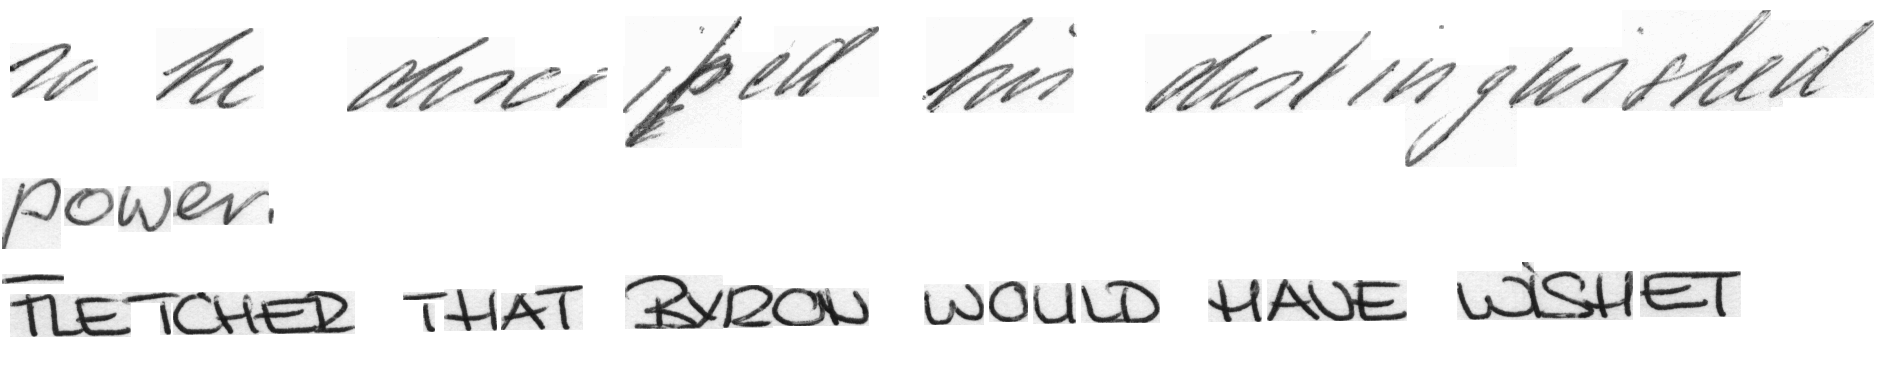 so he described his distinguished
power.
FLETCHER THAT BYRON WOULD HAVE WISHET